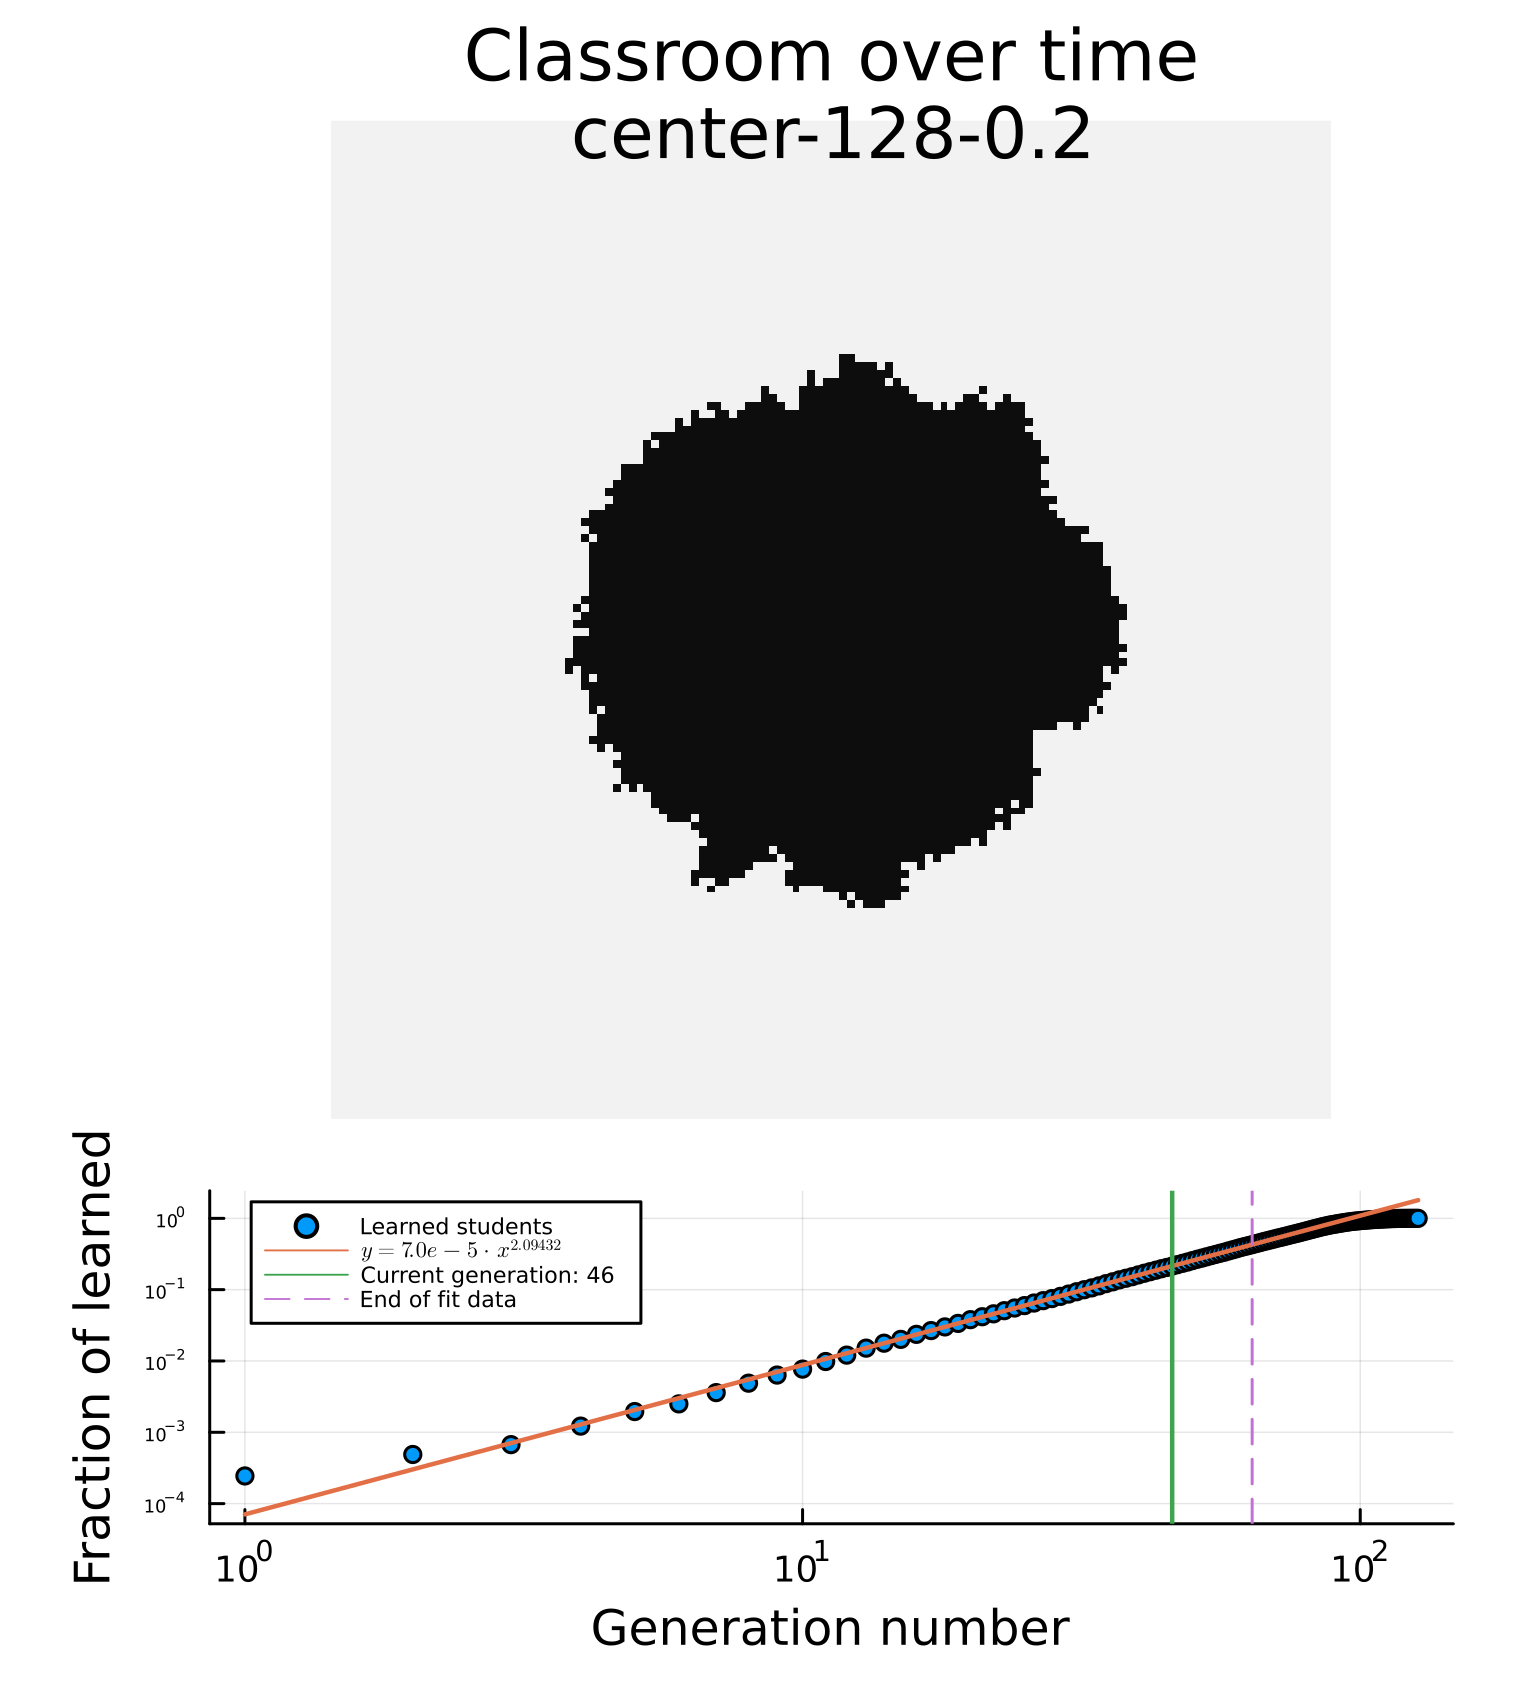 Classroom over time
center-128-0.2
Fraction of learned
10^0
10^-1
10^-2
10^-3
10^-4
Learned students
y = 7.0e − 5 · x^2.09432
Current generation: 46
End of fit data
10^0 10^1 10^2
Generation number